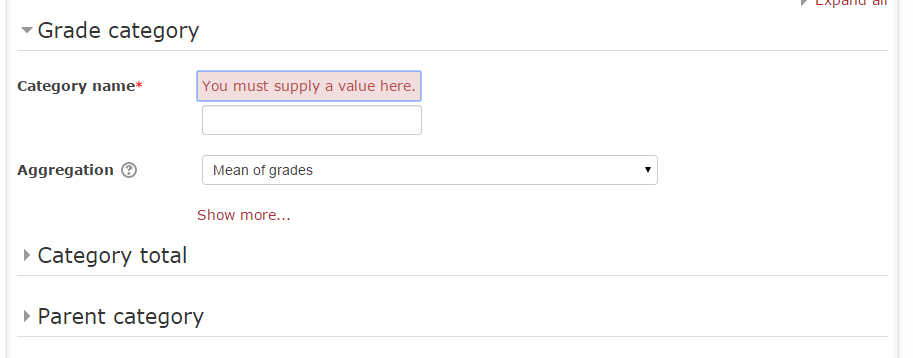 Expand all
Grade category
Category name*
You must supply a value here.
Aggregation
Mean of grades
Show more...
Category total
Parent category